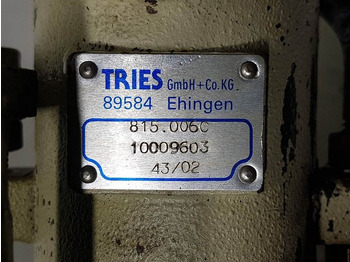 TRIES GmbH+Co.KG.
89584 Ehingen
815.006C
10009603
43/02